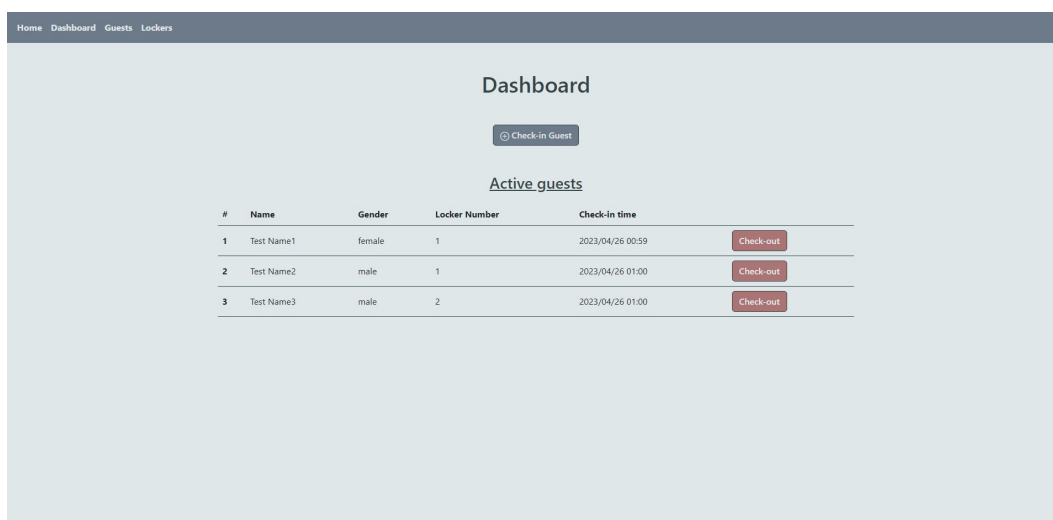 Home Dashboard Guests Lockers
Dashboard
Check-in Guest
Active guests
# Name Gender Locker Number Check-in time
1 Test Name1 female 1 2023/04/26 00:59 Check-out
2 Test Name2 male 1 2023/04/26 01:00 Check-out
3 Test Name3 male 2 2023/04/26 01:00 Check-out